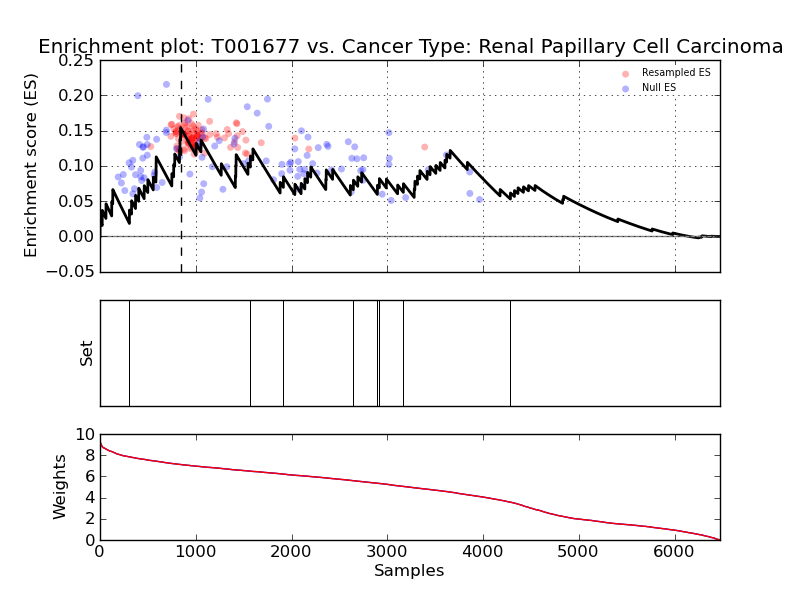 Enrichment plot: T001677 vs. Cancer Type: Renal Papillary Cell Carcinoma
0.25
0.20
0.15
0.10
0.05
0.00
−0.05
Enrichment score (ES)
Resampled ES
Null ES
Set
10
8
6
4
2
0
Weights
0 1000 2000 3000 4000 5000 6000
Samples